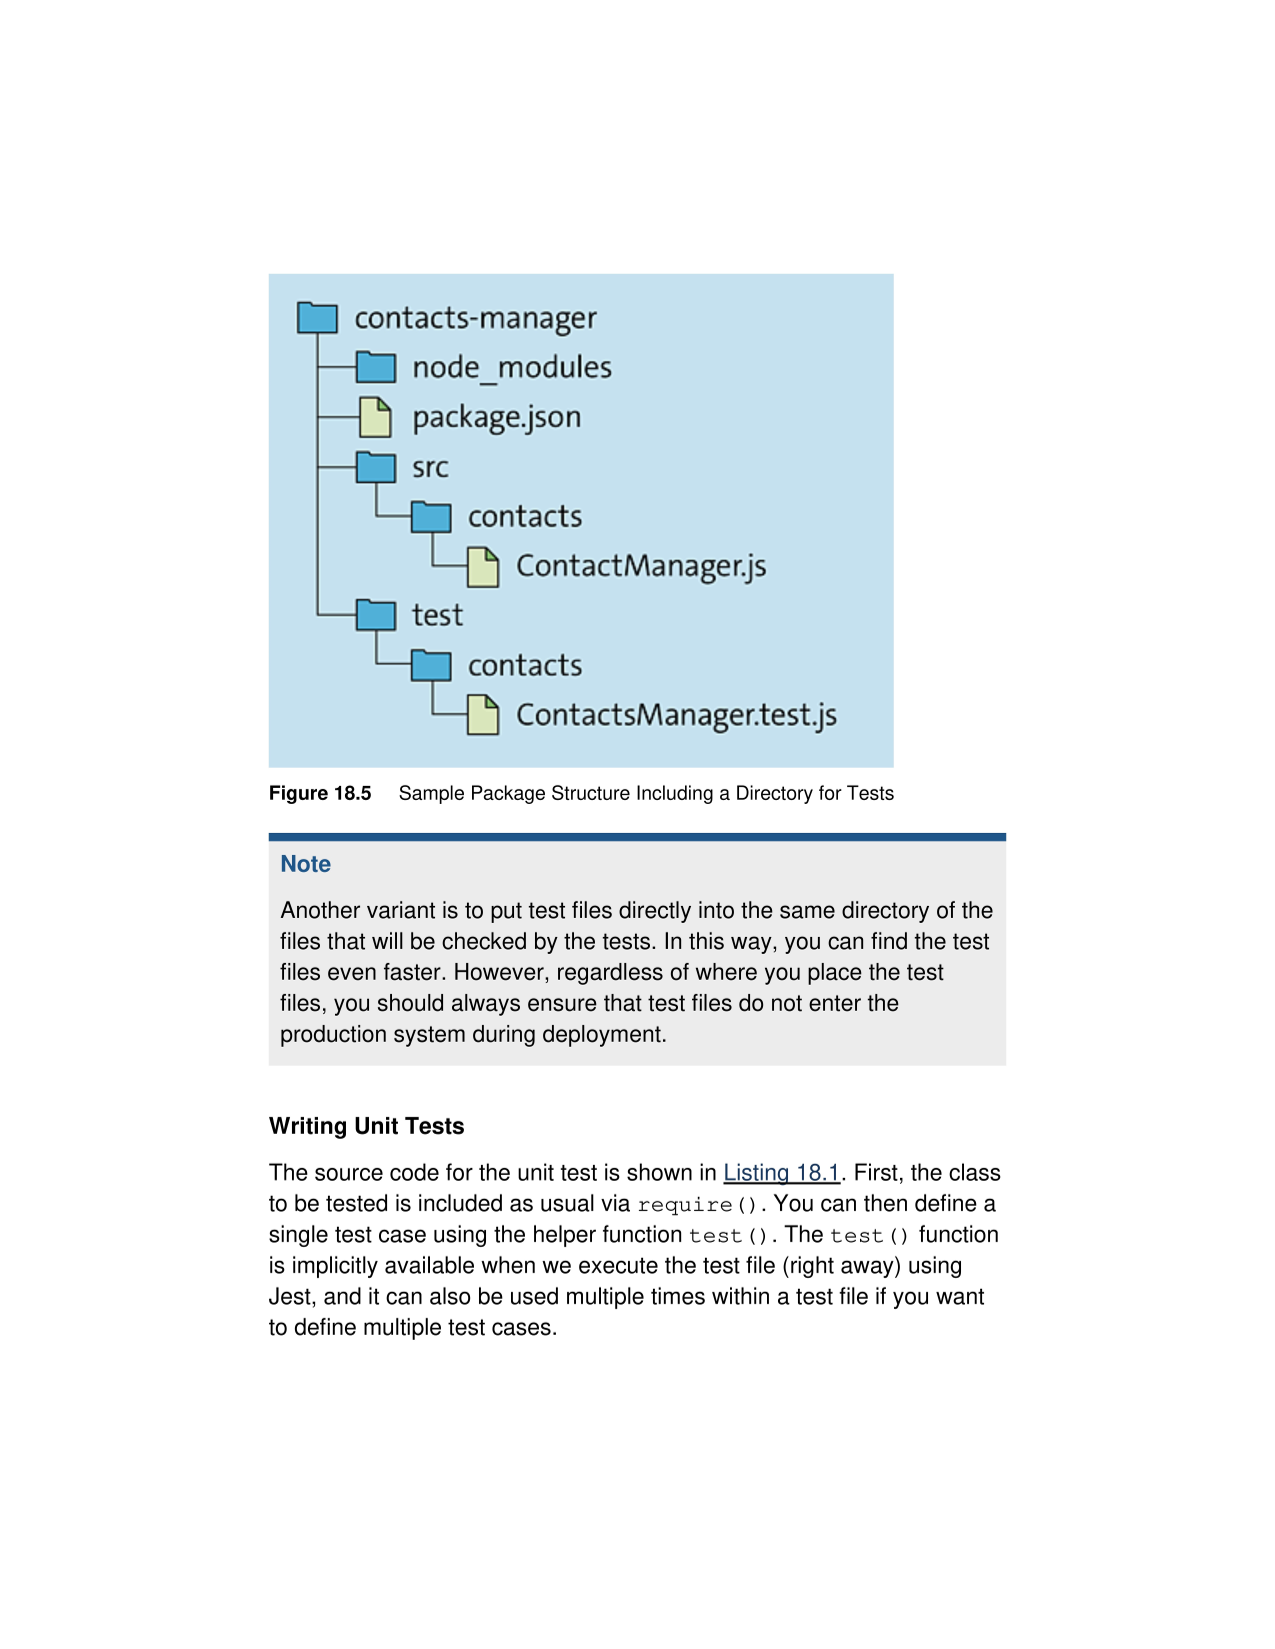 contacts-manager
node_modules
package.json
src
contacts
ContactManager.js
test
contacts
ContactsManager.test.js
Figure 18.5 Sample Package Structure Including a Directory for Tests
Note
Another variant is to put test files directly into the same directory of the
files that will be checked by the tests. In this way, you can find the test
files even faster. However, regardless of where you place the test
files, you should always ensure that test files do not enter the
production system during deployment.
Writing Unit Tests
The source code for the unit test is shown in Listing 18.1. First, the class
to be tested is included as usual via require(). You can then define a
single test case using the helper function test(). The test() function
is implicitly available when we execute the test file (right away) using
Jest, and it can also be used multiple times within a test file if you want
to define multiple test cases.